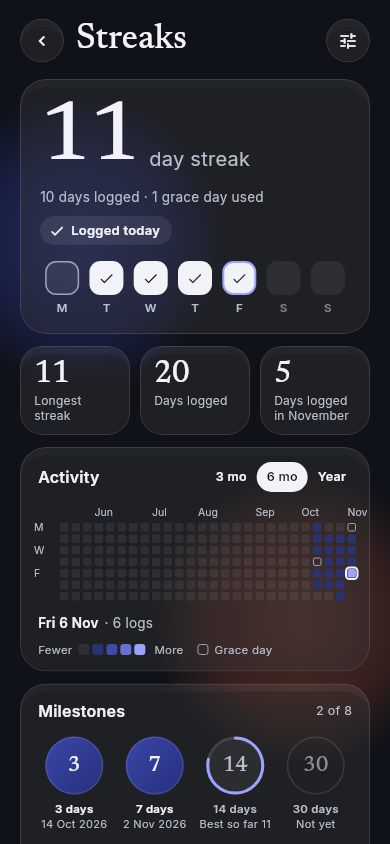 Streaks
11 day streak
10 days logged · 1 grace day used
Logged today
M T W T F S S
11
Longest
streak
20
Days logged
5
Days logged
in November
Activity
3 mo 6 mo Year
Jun Jul Aug Sep Oct Nov
M
W
F
Fri 6 Nov · 6 logs
Fewer More Grace day
Milestones 2 of 8
3 7 14 30
3 days 7 days 14 days 30 days
14 Oct 2026 2 Nov 2026 Best so far 11 Not yet